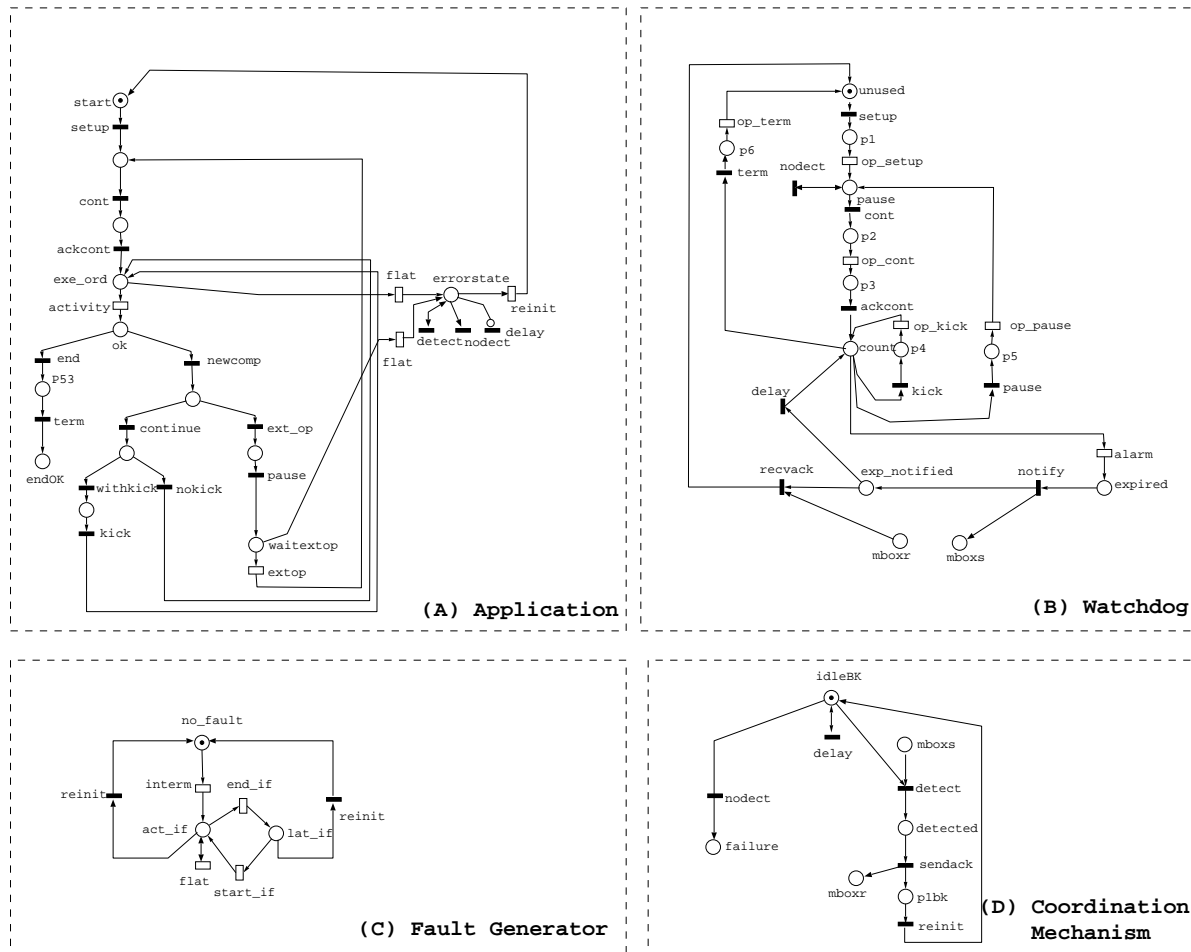 start
setup
cont
ackcont
exe_ord
activity
ok
end
newcomp
P53
term
continue
ext_op
endOK
withkick
nokick
pause
kick
waitextop
extop
flat
errorstate
reinit
delay
detect nodect
flat
(A) Application
unused
op_term
setup
p6
p1
nodect
op_setup
term
pause
cont
p2
op_cont
p3
ackcont
op_kick
op_pause
count
p4
p5
delay
kick
pause
alarm
recvack
exp_notified
notify
expired
mboxr
mboxs
(B) Watchdog
no_fault
interm
end_if
reinit
reinit
act_if
lat_if
flat
start_if
(C) Fault Generator
idleBK
mboxs
delay
nodect
detect
detected
failure
sendack
mboxr
p1bk
reinit
(D) Coordination
Mechanism